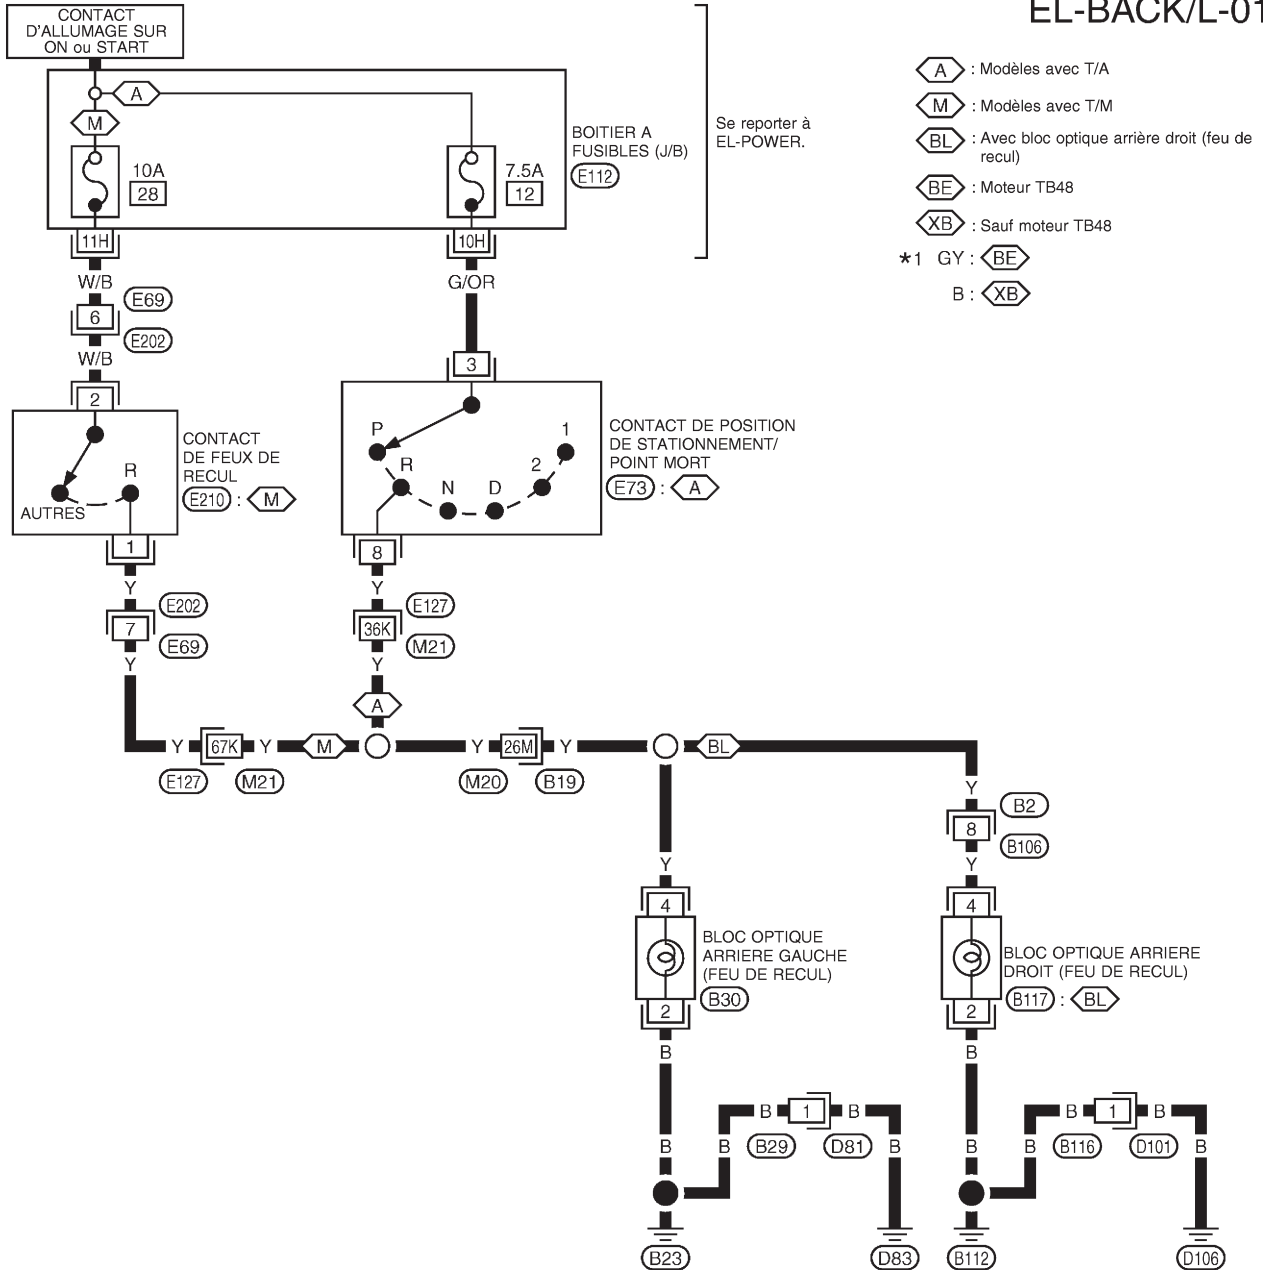 EL-BACK/L-01
CONTACT
D'ALLUMAGE SUR
ON ou START
A
M
10A
28
7.5A
12
BOITIER A
FUSIBLES (J/B)
E112
Se reporter à
EL-POWER.
A : Modèles avec T/A
M : Modèles avec T/M
BL : Avec bloc optique arrière droit (feu de
recul)
BE : Moteur TB48
XB : Sauf moteur TB48
*1 GY : BE
B : XB
11H
10H
W/B
G/OR
E69
6
E202
W/B
3
2
CONTACT
DE FEUX DE
RECUL
E210 : M
AUTRES
R
P
R
N
D
2
1
CONTACT DE POSITION
DE STATIONNEMENT/
POINT MORT
E73 : A
1
8
Y
Y
E202
7
E69
E127
36K
M21
Y
Y
A
Y 67K Y M
Y 26M Y
BL
E127 M21
M20 B19
Y
B2
8
B106
Y
Y
4
4
BLOC OPTIQUE
ARRIERE GAUCHE
(FEU DE RECUL)
B30
BLOC OPTIQUE ARRIERE
DROIT (FEU DE RECUL)
B117 : BL
2
2
B
B
B 1 B
B 1 B
B B B29 D81 B
B B B116 D101 B
B23
D83
B112
D106